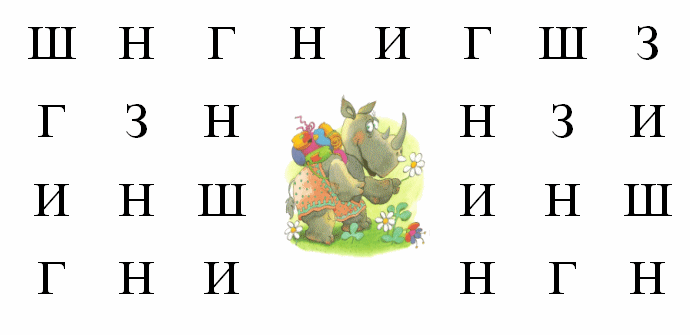 Ш Н Г Н И Г Ш З
Г З Н Н З И
И Н Ш И Н Ш
Г Н И Н Г Н